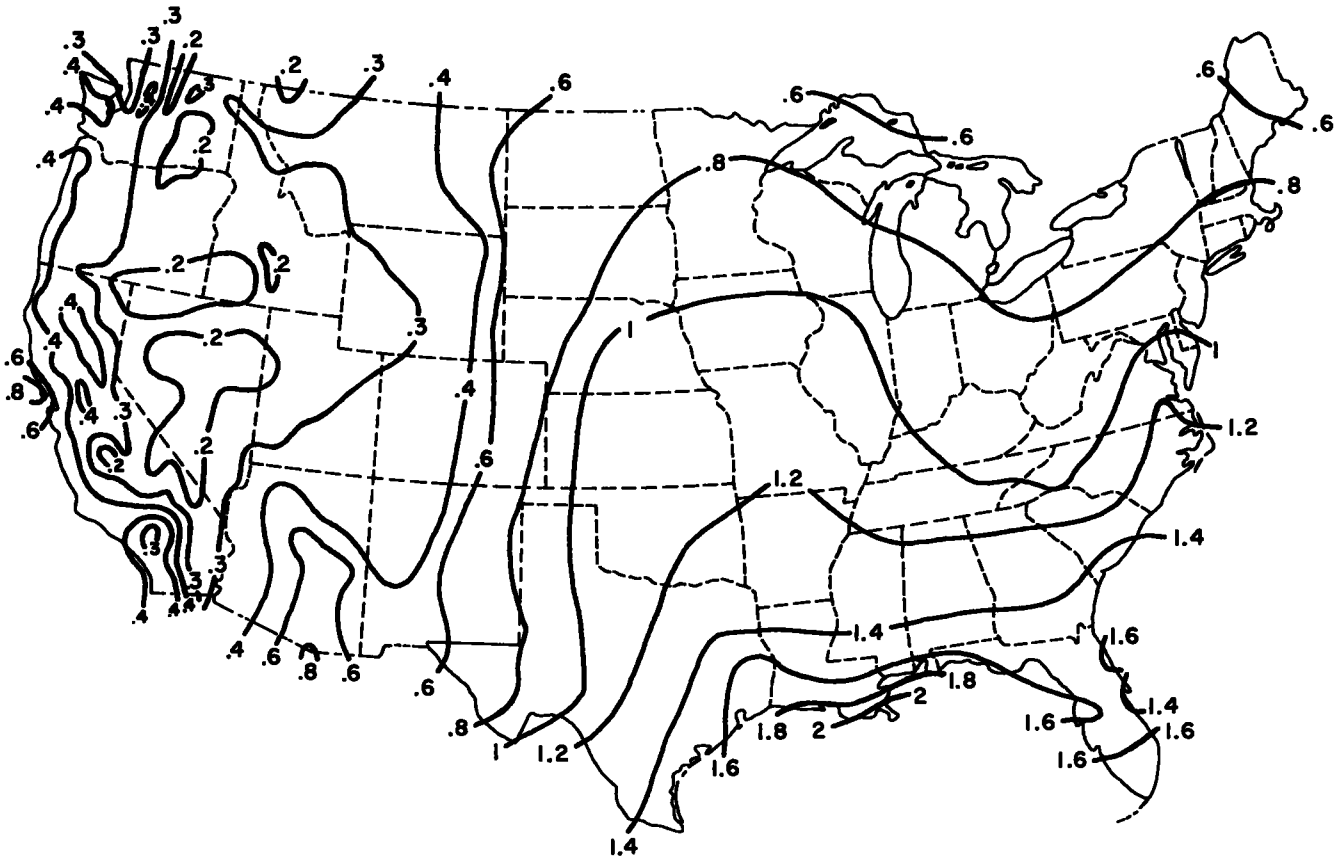 .3
.3 .3 .2
.4 .3 .2 .3 .4 .6 .6 .6
.4 .6
.6
.4 .2 .8 .8
.2 .2
.4
.4 .2 .3 1 1
.6
.8 .4 .3 .4
.6 .2 .2 .6 1.2 1.2
.3 1.4
.3 .3
.4 .4 .4 1.4
.4 .6 .8 .6 .6 1.6
.8 1.8 2 1.4
1 1.2 1.8 2 1.6 1.6
1.6 1.6
1.4